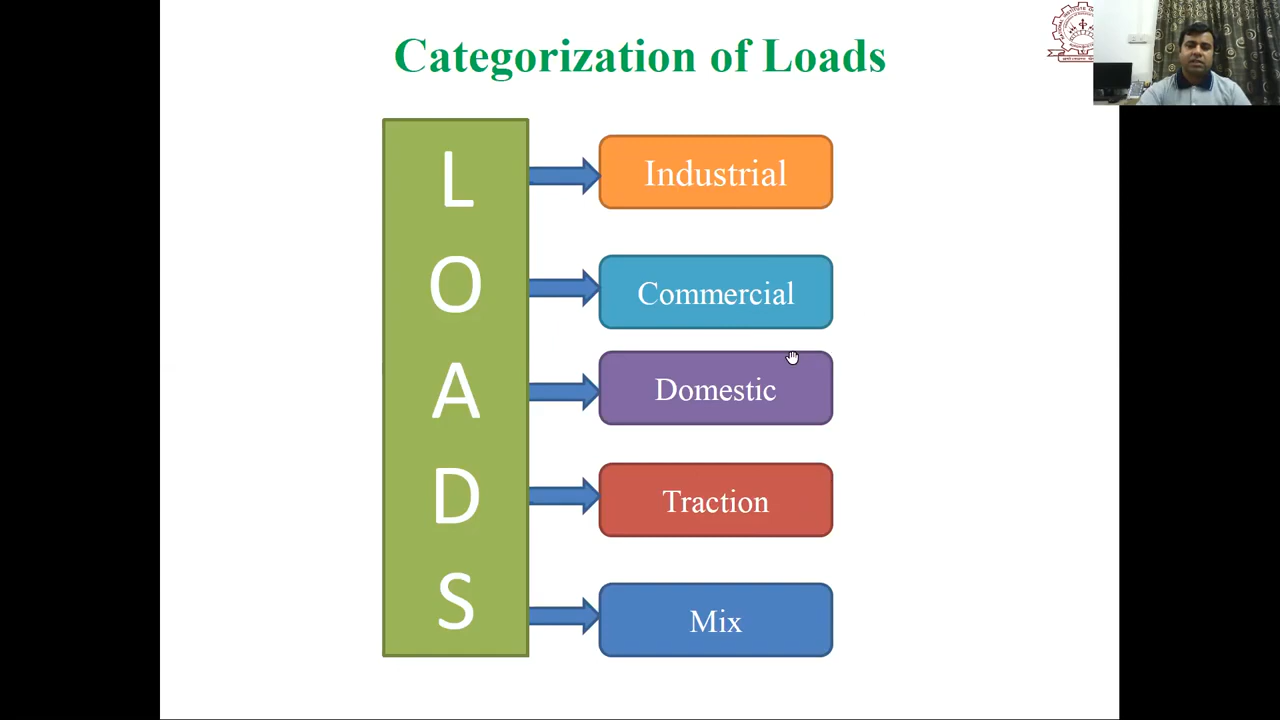 Categorization of Loads
L
O
A
D
S
Industrial
Commercial
Domestic
Traction
Mix